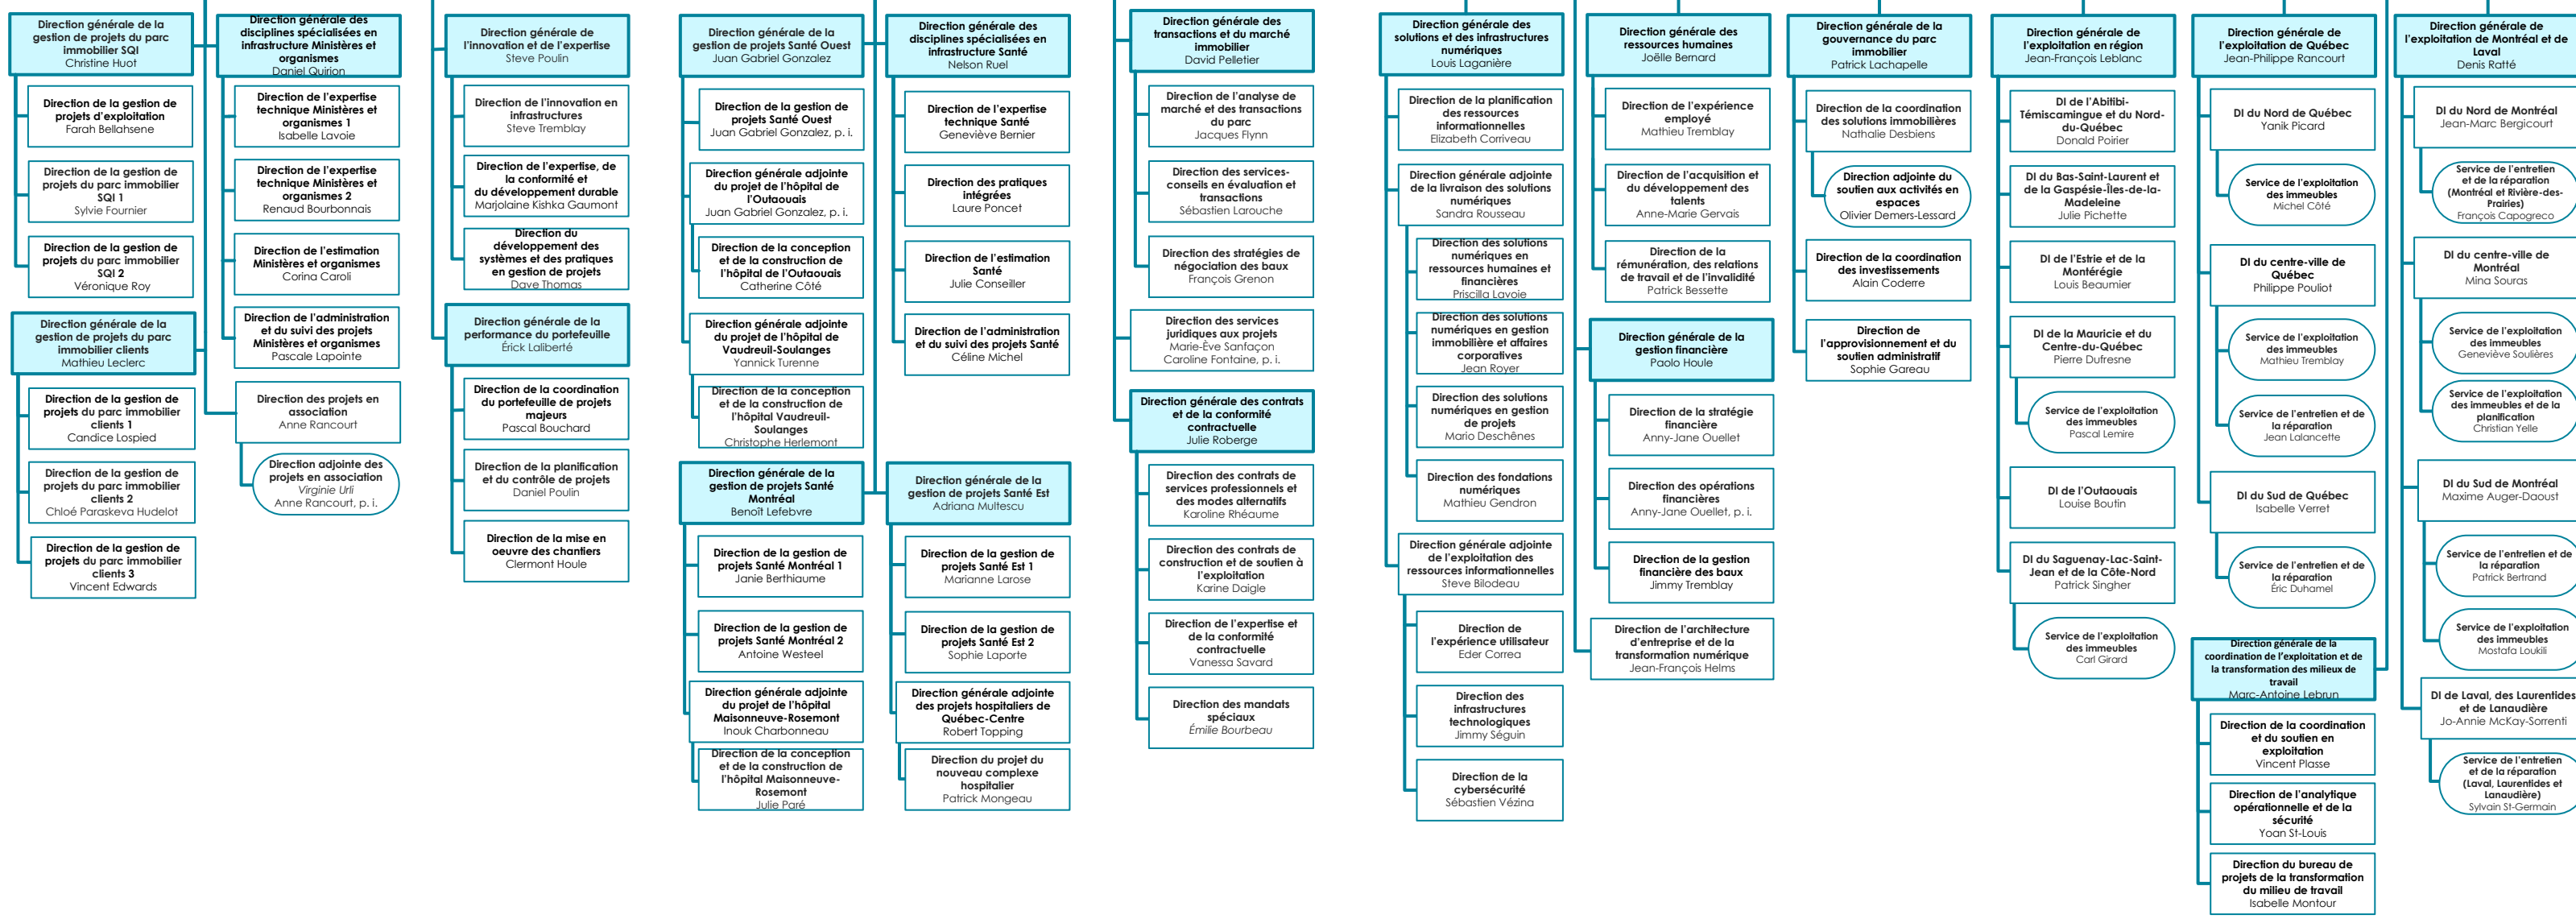 Direction générale de la
gestion de projets du parc
immobilier SQI
Christine Huot
Direction de la gestion de
projets d'exploitation
Farah Bellahsene
Direction de la gestion de
projets du parc immobilier
SQI 1
Sylvie Fournier
Direction de la gestion de
projets du parc immobilier
SQI 2
Véronique Roy
Direction générale de la
gestion de projets du parc
immobilier clients
Mathieu Leclerc
Direction de la gestion de
projets du parc immobilier
clients 1
Candice Lospied
Direction de la gestion de
projets du parc immobilier
clients 2
Chloé Paraskeva Hudelot
Direction de la gestion de
projets du parc immobilier
clients 3
Vincent Edwards
Direction générale des
disciplines spécialisées en
infrastructure Ministères et
organismes
Daniel Quirion
Direction de l'expertise
technique Ministères et
organismes 1
Isabelle Lavoie
Direction de l'expertise
technique Ministères et
organismes 2
Renaud Bourbonnais
Direction de l'estimation
Ministères et organismes
Corina Caroli
Direction de l'administration
et du suivi des projets
Ministères et organismes
Pascale Lapointe
Direction des projets en
association
Anne Rancourt
Direction adjointe des
projets en association
Virginie Urli
Anne Rancourt, p. i.
Direction générale de
l'innovation et de l'expertise
Steve Poulin
Direction de l'innovation en
infrastructures
Steve Tremblay
Direction de l'expertise, de
la conformité et
du développement durable
Marjolaine Kishka Gaumont
Direction du
développement des
systèmes et des pratiques
en gestion de projets
Dave Thomas
Direction générale de la
performance du portefeuille
Érick Laliberté
Direction de la coordination
du portefeuille de projets
majeurs
Pascal Bouchard
Direction de la planification
et du contrôle de projets
Daniel Poulin
Direction de la mise en
oeuvre des chantiers
Clermont Houle
Direction générale de la
gestion de projets Santé Ouest
Juan Gabriel Gonzalez
Direction de la gestion de
projets Santé Ouest
Juan Gabriel Gonzalez, p. i.
Direction générale adjointe
du projet de l'hôpital de
l'Outaouais
Juan Gabriel Gonzalez, p. i.
Direction de la conception
et de la construction de
l'hôpital de l'Outaouais
Catherine Côté
Direction générale adjointe
du projet de l'hôpital de
Vaudreuil-Soulanges
Yannick Turenne
Direction de la conception
et de la construction de
l'hôpital Vaudreuil-
Soulanges
Christophe Herlemont
Direction générale de la
gestion de projets Santé
Montréal
Benoît Lefebvre
Direction de la gestion de
projets Santé Montréal 1
Janie Berthiaume
Direction de la gestion de
projets Santé Montréal 2
Antoine Westeel
Direction générale adjointe
du projet de l'hôpital
Maisonneuve-Rosemont
Inouk Charbonneau
Direction de la conception
et de la construction de
l'hôpital Maisonneuve-
Rosemont
Julie Paré
Direction générale des
disciplines spécialisées en
infrastructure Santé
Nelson Ruel
Direction de l'expertise
technique Santé
Geneviève Bernier
Direction des pratiques
intégrées
Laure Poncet
Direction de l'estimation
Santé
Julie Conseiller
Direction de l'administration
et du suivi des projets Santé
Céline Michel
Direction générale de la
gestion de projets Santé Est
Adriana Multescu
Direction de la gestion de
projets Santé Est 1
Marianne Larose
Direction de la gestion de
projets Santé Est 2
Sophie Laporte
Direction générale adjointe
des projets hospitaliers de
Québec-Centre
Robert Topping
Direction du projet du
nouveau complexe
hospitalier
Patrick Mongeau
Direction générale des
transactions et du marché
immobilier
David Pelletier
Direction de l'analyse de
marché et des transactions
du parc
Jacques Flynn
Direction des services-
conseils en évaluation et
transactions
Sébastien Larouche
Direction des stratégies de
négociation des baux
François Grenon
Direction des services
juridiques aux projets
Marie-Ève Sanfaçon
Caroline Fontaine, p. i.
Direction générale des contrats
et de la conformité
contractuelle
Julie Roberge
Direction des contrats de
services professionnels et
des modes alternatifs
Karoline Rhéaume
Direction des contrats de
construction et de soutien à
l'exploitation
Karine Daigle
Direction de l'expertise et
de la conformité
contractuelle
Vanessa Savard
Direction des mandats
spéciaux
Émilie Bourbeau
Direction générale des
solutions et des infrastructures
numériques
Louis Laganière
Direction de la planification
des ressources
informationnelles
Elizabeth Corriveau
Direction générale adjointe
de la livraison des solutions
numériques
Sandra Rousseau
Direction des solutions
numériques en
ressources humaines et
financières
Priscilla Lavoie
Direction des solutions
numériques en gestion
immobilière et affaires
corporatives
Jean Royer
Direction des solutions
numériques en gestion
de projets
Mario Deschênes
Direction des fondations
numériques
Mathieu Gendron
Direction générale adjointe
de l'exploitation des
ressources informationnelles
Steve Bilodeau
Direction de
l'expérience utilisateur
Eder Correa
Direction des
infrastructures
technologiques
Jimmy Séguin
Direction de la
cybersécurité
Sébastien Vézina
Direction générale des
ressources humaines
Joëlle Bernard
Direction de l'expérience
employé
Mathieu Tremblay
Direction de l'acquisition et
du développement des
talents
Anne-Marie Gervais
Direction de la
rémunération, des relations
de travail et de l'invalidité
Patrick Bessette
Direction générale de la
gestion financière
Paolo Houle
Direction de la stratégie
financière
Anny-Jane Ouellet
Direction des opérations
financières
Anny-Jane Ouellet, p. i.
Direction de la gestion
financière des baux
Jimmy Tremblay
Direction de l'architecture
d'entreprise et de la
transformation numérique
Jean-François Helms
Direction générale de la
gouvernance du parc
immobilier
Patrick Lachapelle
Direction de la coordination
des solutions immobilières
Nathalie Desbiens
Direction adjointe du
soutien aux activités en
espaces
Olivier Demers-Lessard
Direction de la coordination
des investissements
Alain Coderre
Direction de
l'approvisionnement et du
soutien administratif
Sophie Gareau
Direction générale de
l'exploitation en région
Jean-François Leblanc
DI de l'Abitibi-
Témiscamingue et du Nord-
du-Québec
Donald Poirier
DI du Bas-Saint-Laurent et
de la Gaspésie-Îles-de-la-
Madeleine
Julie Pichette
DI de l'Estrie et de la
Montérégie
Louis Beaumier
DI de la Mauricie et du
Centre-du-Québec
Pierre Dufresne
Service de l'exploitation
des immeubles
Pascal Lemire
DI de l'Outaouais
Louise Boutin
DI du Saguenay-Lac-Saint-
Jean et de la Côte-Nord
Patrick Singher
Service de l'exploitation
des immeubles
Carl Girard
Direction générale de
l'exploitation de Québec
Jean-Philippe Rancourt
DI du Nord de Québec
Yanik Picard
Service de l'exploitation
des immeubles
Michel Côté
DI du centre-ville de
Québec
Philippe Pouliot
Service de l'exploitation
des immeubles
Mathieu Tremblay
Service de l'entretien et de
la réparation
Jean Lalancette
DI du Sud de Québec
Isabelle Verret
Service de l'entretien et de
la réparation
Éric Duhamel
Direction générale de la
coordination de l'exploitation et de
la transformation des milieux de
travail
Marc-Antoine Lebrun
Direction de la coordination
et du soutien en
exploitation
Vincent Plasse
Direction de l'analytique
opérationnelle et de la
sécurité
Yoan St-Louis
Direction du bureau de
projets de la transformation
du milieu de travail
Isabelle Montour
Direction générale de
l'exploitation de Montréal et de
Laval
Denis Ratté
DI du Nord de Montréal
Jean-Marc Bergicourt
Service de l'entretien
et de la réparation
(Montréal et Rivière-des-
Prairies)
François Capogreco
DI du centre-ville de
Montréal
Mina Souras
Service de l'exploitation
des immeubles
Geneviève Soulières
Service de l'exploitation
des immeubles et de la
planification
Christian Yelle
DI du Sud de Montréal
Maxime Auger-Daoust
Service de l'entretien et de
la réparation
Patrick Bertrand
Service de l'exploitation
des immeubles
Mostafa Loukili
DI de Laval, des Laurentides
et de Lanaudière
Jo-Annie McKay-Sorrenti
Service de l'entretien
et de la réparation
(Laval, Laurentides et
Lanaudière)
Sylvain St-Germain